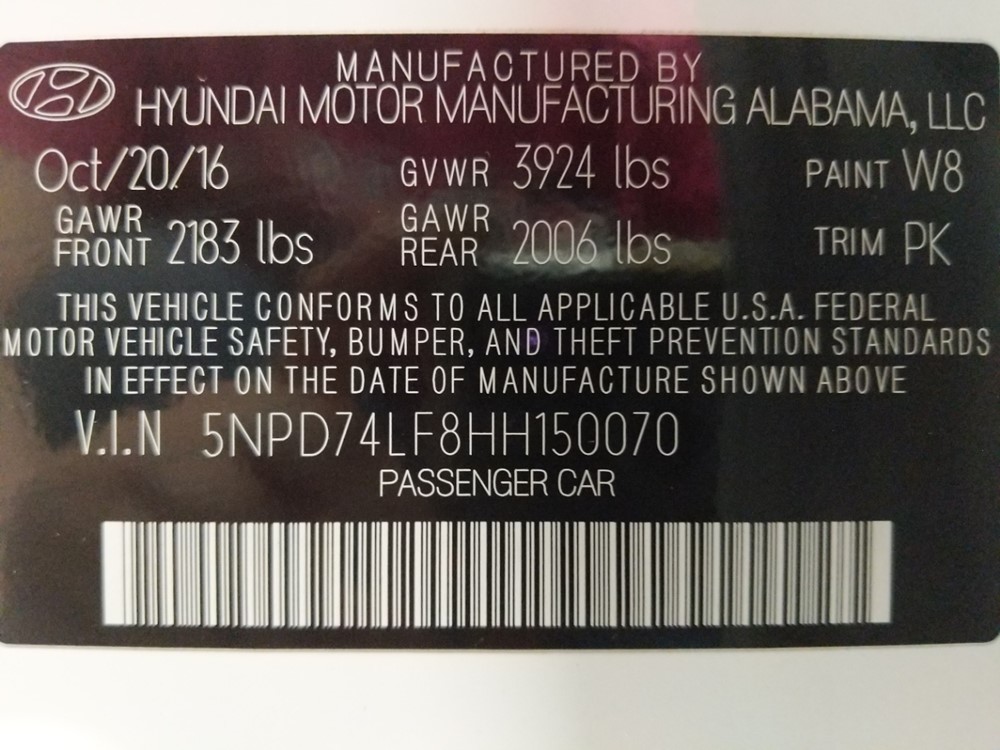 MANUFACTURED BY
HYUNDAI MOTOR MANUFACTURING ALABAMA, LLC
Oct/20/16 GVWR 3924 lbs PAINT W8
GAWR FRONT 2183 lbs GAWR REAR 2006 lbs TRIM PK
THIS VEHICLE CONFORMS TO ALL APPLICABLE U.S.A. FEDERAL
MOTOR VEHICLE SAFETY, BUMPER, AND THEFT PREVENTION STANDARDS
IN EFFECT ON THE DATE OF MANUFACTURE SHOWN ABOVE
V.I.N 5NPD74LF8HH150070
PASSENGER CAR